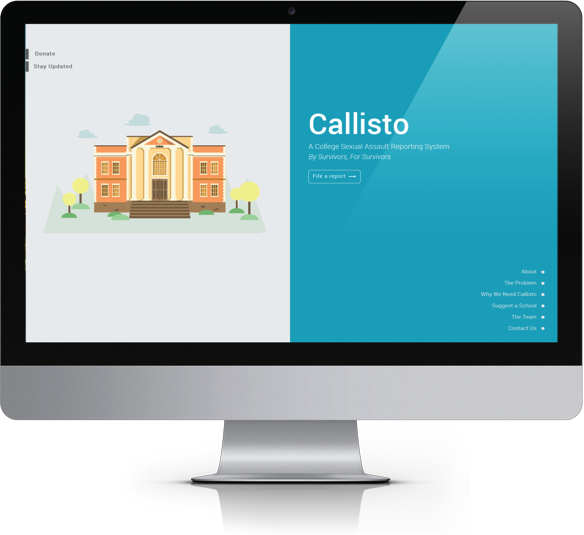 Donate
Stay Updated
Callisto
A College Sexual Assault Reporting System
By Survivors, For Survivors
File a report →
About
The Problem
Why We Need Callisto
Suggest a School
The Team
Contact Us